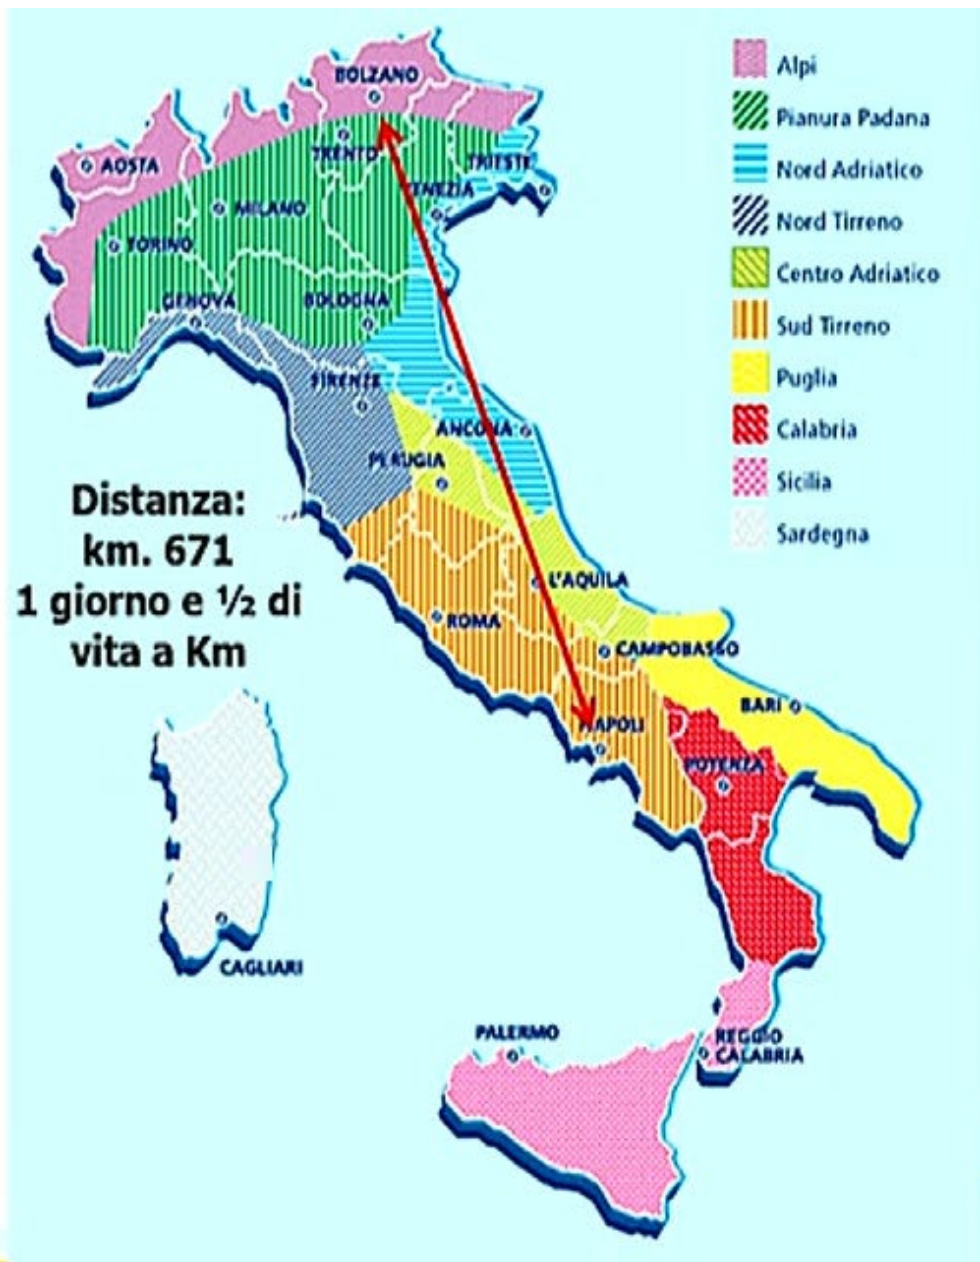 BOLZANO
AOSTA
TRENTO
TRIESTE
VENEZIA
MILANO
TORINO
GENOVA
BOLOGNA
FIRENZE
ANCONA
PERUGIA
L'AQUILA
ROMA
CAMPOBASSO
NAPOLI
BARI
POTENZA
CAGLIARI
PALERMO
REGGIO
CALABRIA
Distanza:
km. 671
1 giorno e ½ di
vita a Km
Alpi
Pianura Padana
Nord Adriatico
Nord Tirreno
Centro Adriatico
Sud Tirreno
Puglia
Calabria
Sicilia
Sardegna